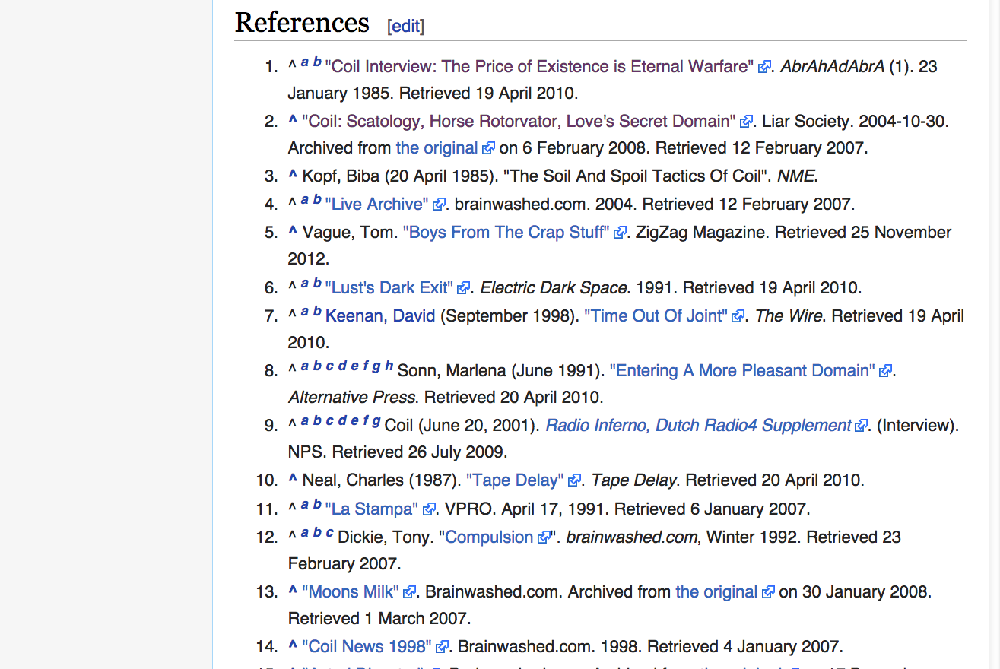 References [edit]
1. ^ a b "Coil Interview: The Price of Existence is Eternal Warfare". AbrAhAdAbrA (1). 23
January 1985. Retrieved 19 April 2010.
2. ^ "Coil: Scatology, Horse Rotorvator, Love's Secret Domain". Liar Society. 2004-10-30.
Archived from the original on 6 February 2008. Retrieved 12 February 2007.
3. ^ Kopf, Biba (20 April 1985). "The Soil And Spoil Tactics Of Coil". NME.
4. ^ a b "Live Archive". brainwashed.com. 2004. Retrieved 12 February 2007.
5. ^ Vague, Tom. "Boys From The Crap Stuff". ZigZag Magazine. Retrieved 25 November
2012.
6. ^ a b "Lust's Dark Exit". Electric Dark Space. 1991. Retrieved 19 April 2010.
7. ^ a b Keenan, David (September 1998). "Time Out Of Joint". The Wire. Retrieved 19 April
2010.
8. ^ a b c d e f g h Sonn, Marlena (June 1991). "Entering A More Pleasant Domain".
Alternative Press. Retrieved 20 April 2010.
9. ^ a b c d e f g Coil (June 20, 2001). Radio Inferno, Dutch Radio4 Supplement. (Interview).
NPS. Retrieved 26 July 2009.
10. ^ Neal, Charles (1987). "Tape Delay". Tape Delay. Retrieved 20 April 2010.
11. ^ a b "La Stampa". VPRO. April 17, 1991. Retrieved 6 January 2007.
12. ^ a b c Dickie, Tony. "Compulsion". brainwashed.com, Winter 1992. Retrieved 23
February 2007.
13. ^ "Moons Milk". Brainwashed.com. Archived from the original on 30 January 2008.
Retrieved 1 March 2007.
14. ^ "Coil News 1998". Brainwashed.com. 1998. Retrieved 4 January 2007.